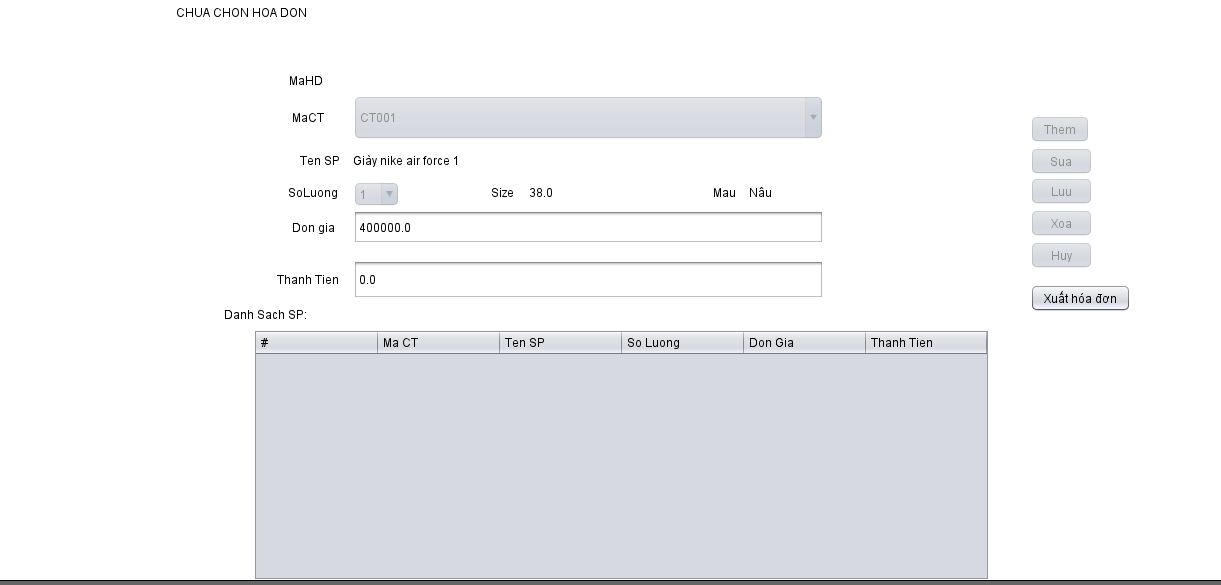 CHUA CHON HOA DON
MaHD
MaCT CT001
Them
Ten SP Giày nike air force 1
Sua
SoLuong 1 Size 38.0 Mau Nâu
Luu
Don gia 400000.0
Xoa
Huy
Thanh Tien 0.0
Xuất hóa đơn
Danh Sach SP:
# Ma CT Ten SP So Luong Don Gia Thanh Tien